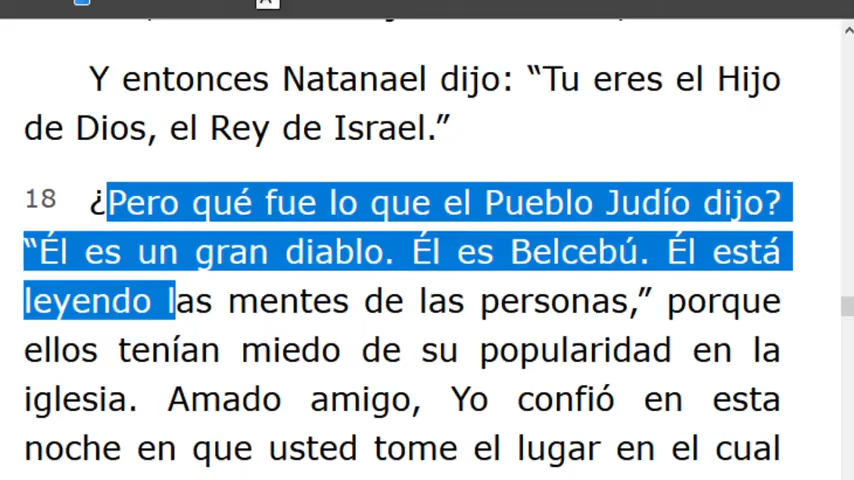 Y entonces Natanael dijo: “Tu eres el Hijo
de Dios, el Rey de Israel.”
18 ¿Pero qué fue lo que el Pueblo Judío dijo?
“Él es un gran diablo. Él es Belcebú. Él está
leyendo las mentes de las personas,” porque
ellos tenían miedo de su popularidad en la
iglesia. Amado amigo, Yo confió en esta
noche en que usted tome el lugar en el cual